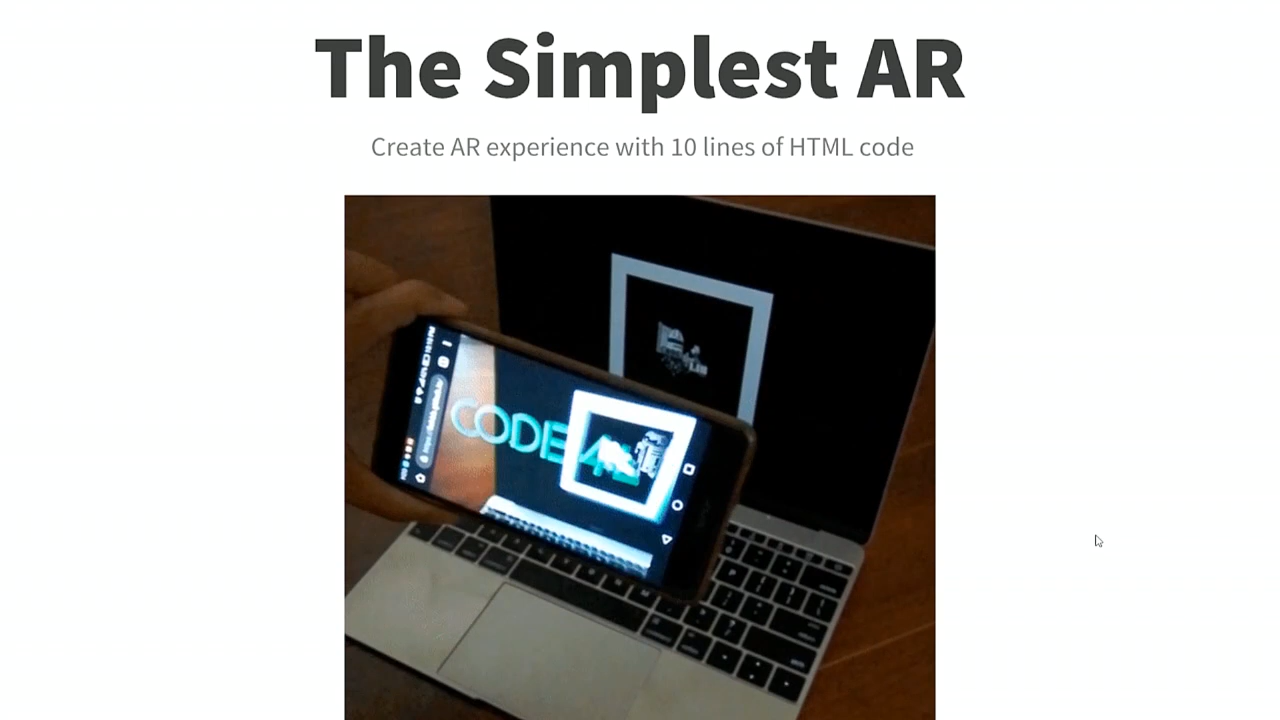 The Simplest AR
Create AR experience with 10 lines of HTML code
CODE